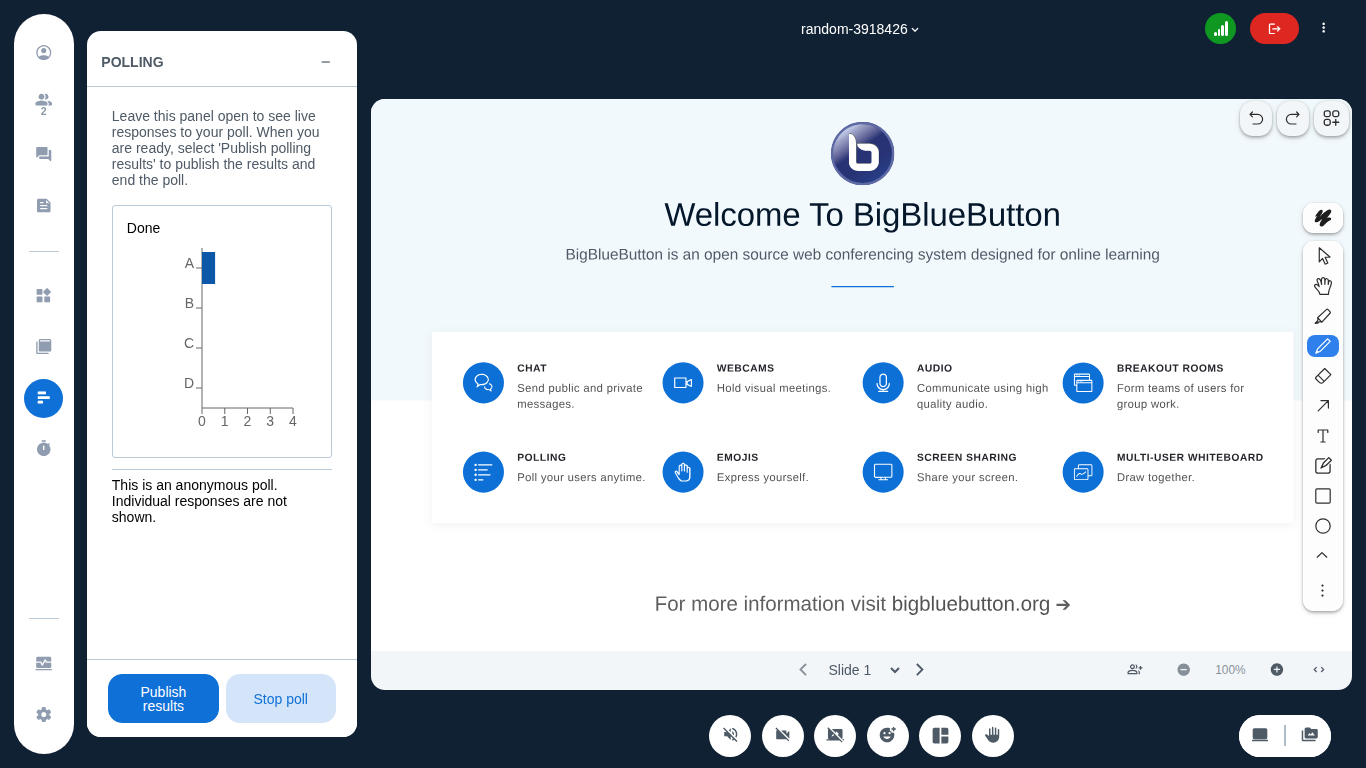 random-3918426
2
POLLING
Leave this panel open to see live
responses to your poll. When you
are ready, select 'Publish polling
results' to publish the results and
end the poll.
Done
A
B
C
D
0 1 2 3 4
This is an anonymous poll.
Individual responses are not
shown.
Publish
results
Stop poll
Welcome To BigBlueButton
BigBlueButton is an open source web conferencing system designed for online learning
CHAT
Send public and private
messages.
WEBCAMS
Hold visual meetings.
AUDIO
Communicate using high
quality audio.
BREAKOUT ROOMS
Form teams of users for
group work.
POLLING
Poll your users anytime.
EMOJIS
Express yourself.
SCREEN SHARING
Share your screen.
MULTI-USER WHITEBOARD
Draw together.
For more information visit bigbluebutton.org ➔
Slide 1
100%